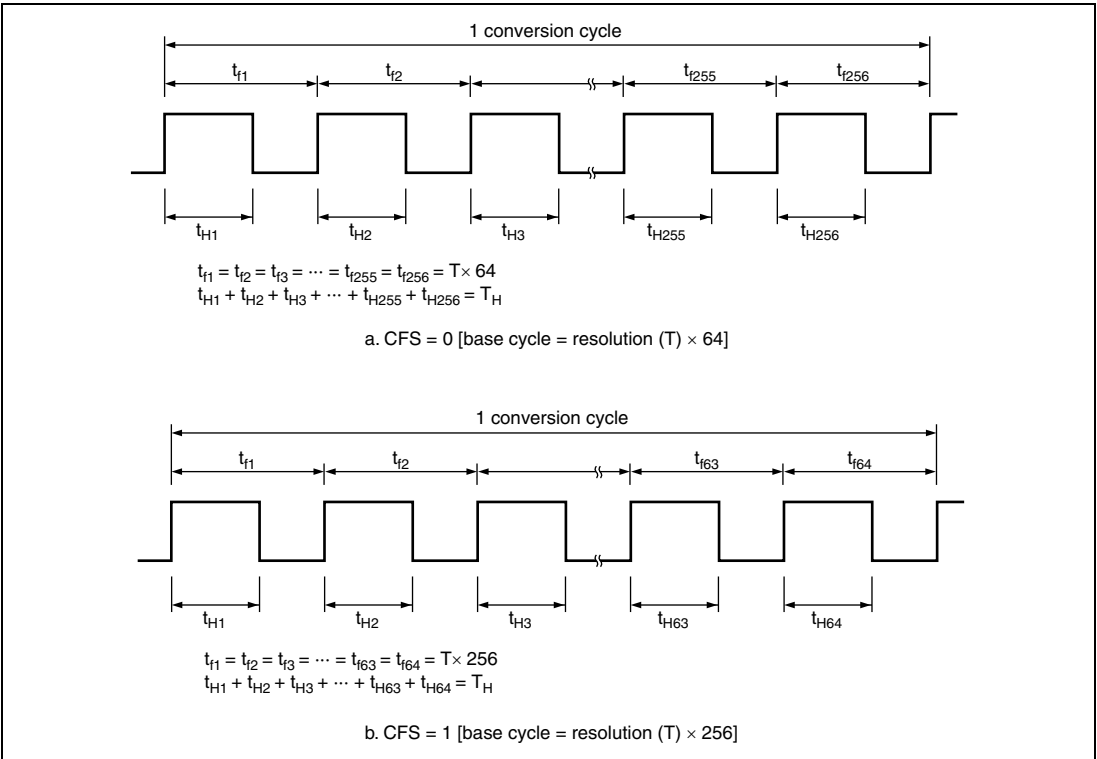 1 conversion cycle
tf1 tf2 tf255 tf256
tH1 tH2 tH3 tH255 tH256
tf1 = tf2 = tf3 = ··· = tf255 = tf256 = T× 64
tH1 + tH2 + tH3 + ··· + tH255 + tH256 = TH
a. CFS = 0 [base cycle = resolution (T) × 64]
1 conversion cycle
tf1 tf2 tf63 tf64
tH1 tH2 tH3 tH63 tH64
tf1 = tf2 = tf3 = ··· = tf63 = tf64 = T× 256
tH1 + tH2 + tH3 + ··· + tH63 + tH64 = TH
b. CFS = 1 [base cycle = resolution (T) × 256]